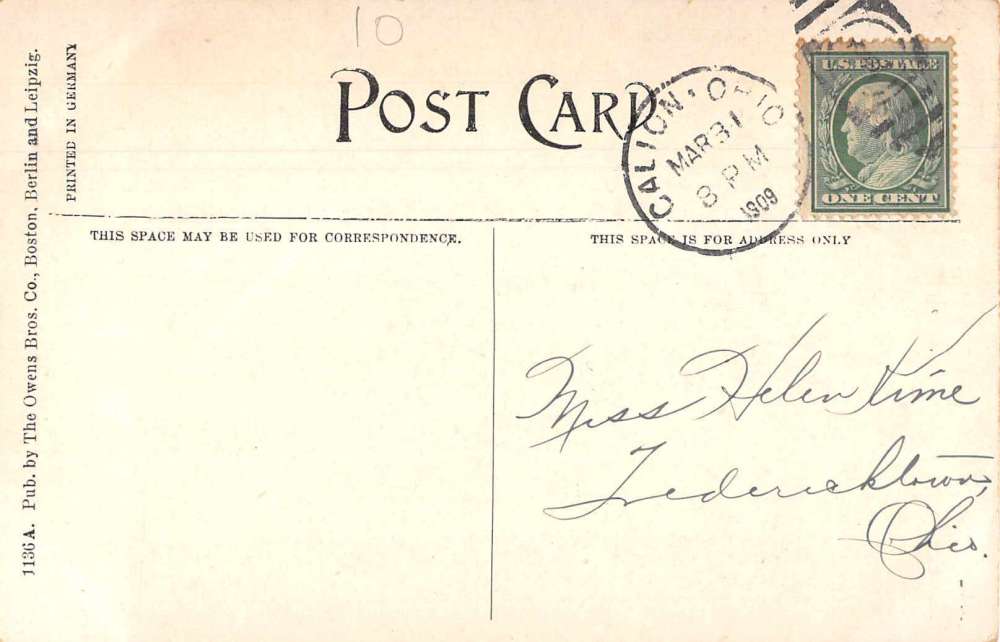 10
POST CARD
GALION, OHIO
MAR 31
8 PM
1909
U.S. POSTAGE
ONE CENT
THIS SPACE MAY BE USED FOR CORRESPONDENCE.
THIS SPACE IS FOR ADDRESS ONLY
Miss Helen Kime
Fredericktown,
Ohio.
PRINTED IN GERMANY
1136 A. Pub. by The Owens Bros. Co., Boston, Berlin and Leipzig.